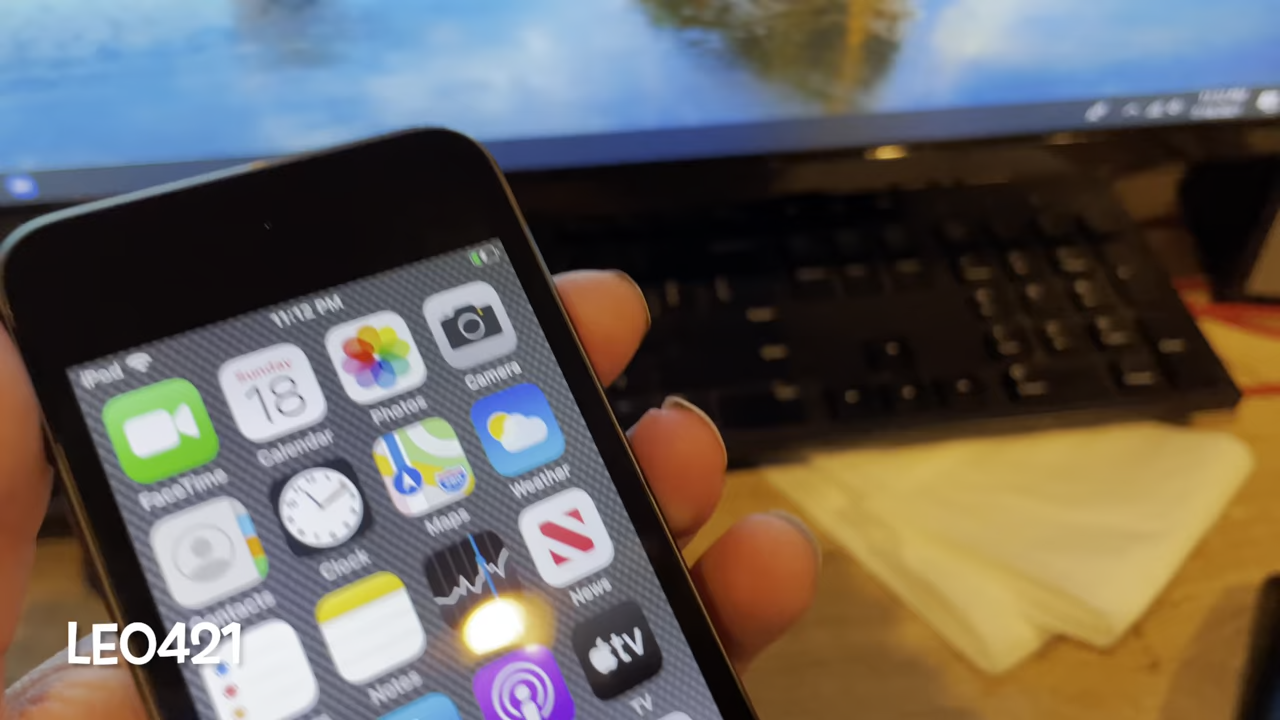 iPod
11:12 PM
FaceTime
Sunday
18
Calendar
Photos
Camera
Contacts
Clock
Maps
Weather
Notes
News
tv
TV
LEO421